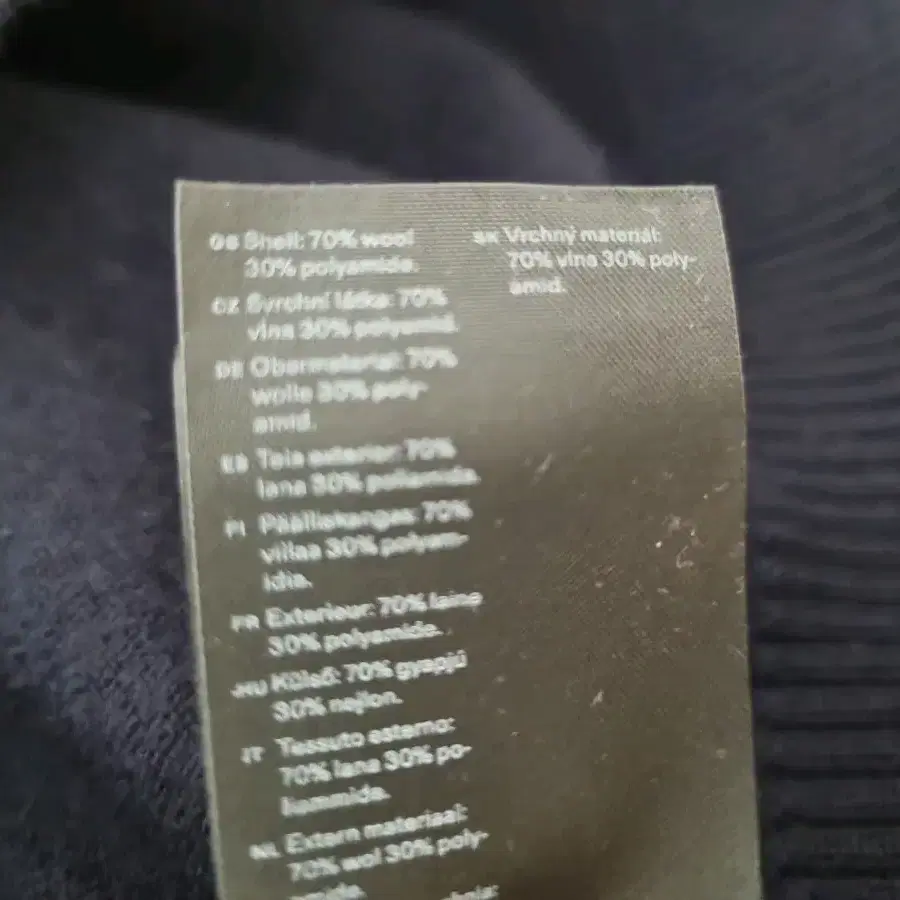 GB Shell: 70% wool
30% polyamide.
CZ Svrchní látka: 70%
vlna 30% polyamid.
DE Obermaterial: 70%
wolle 30% poly-
amid.
ES Tela exterior: 70%
lana 30% poliamida.
FI Päällikangas: 70%
villaa 30% polyam-
idia.
FR Exterieur: 70% laine
30% polyamide.
HU Külső: 70% gyapjú
30% nejlon.
IT Tessuto esterno:
70% lana 30% po-
liammide.
NL Extern materiaal:
70% wol 30% poly-
amide.
SK Vrchný materiál:
70% vlna 30% poly-
amid.